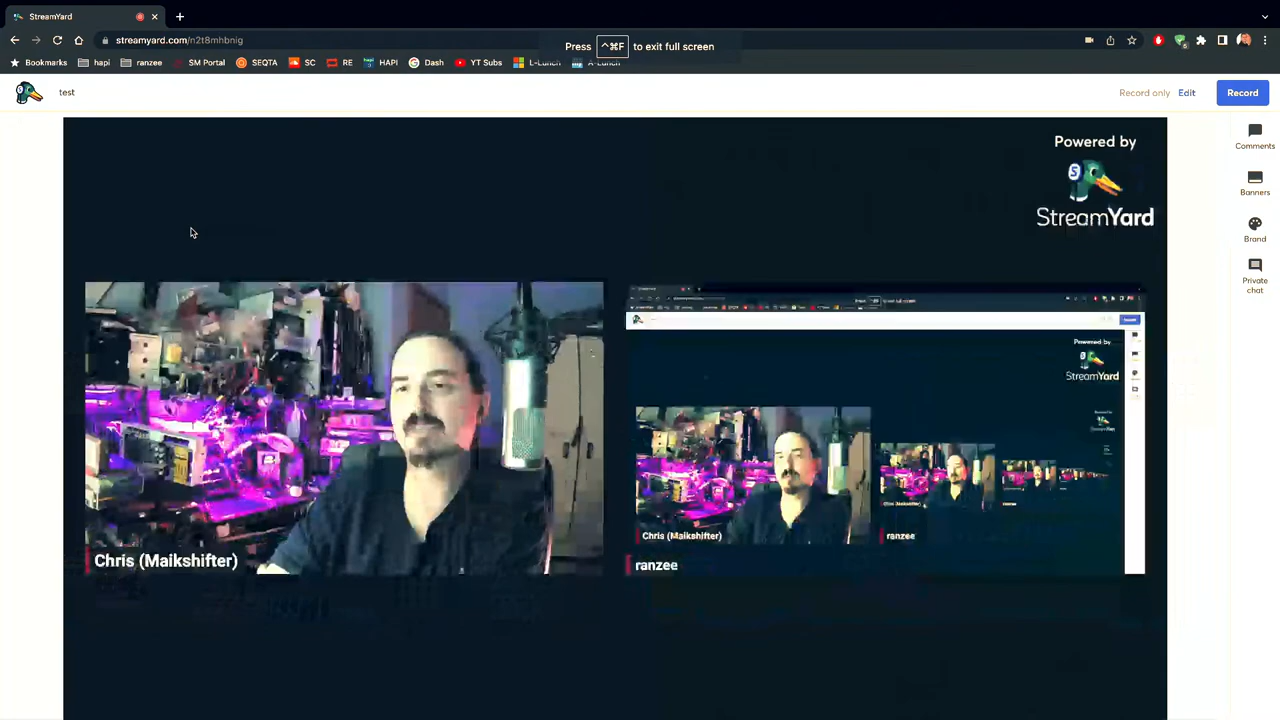 StreamYard
streamyard.com/n2t8mhbnig
Press ^⌘F to exit full screen
Bookmarks hapi ranzee SM Portal SEQTA SC RE HAPI Dash YT Subs L-Lunch A-Lunch
test
Record only Edit Record
Comments
Banners
Brand
Private
chat
Powered by
StreamYard
Chris (Maikshifter)
Powered by
StreamYard
Chris (Maikshifter)
ranzee
ranzee